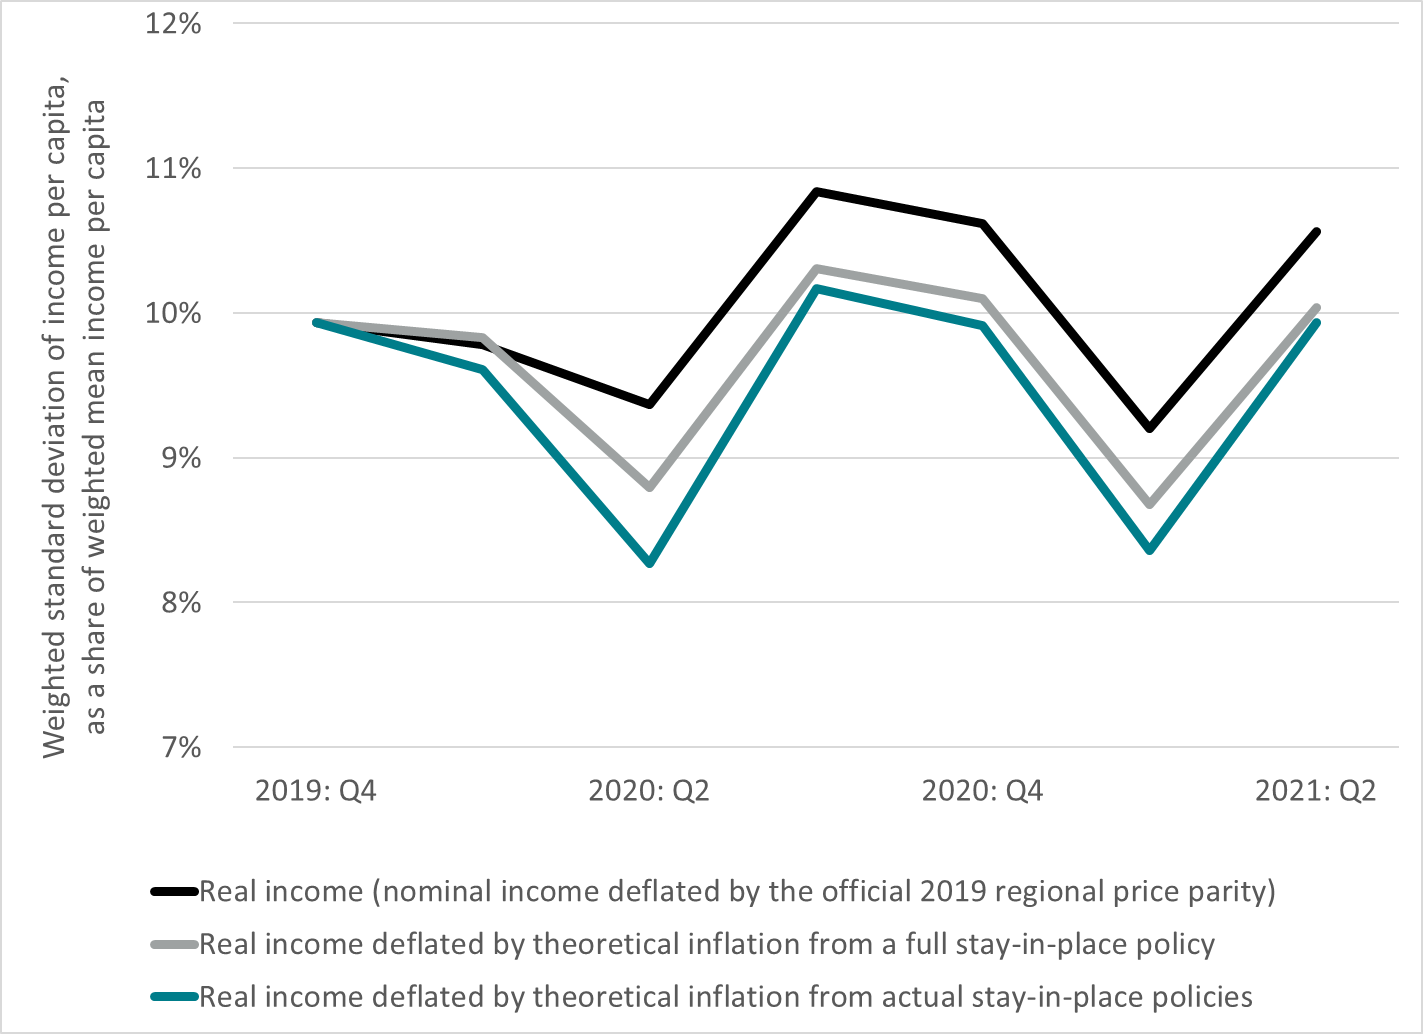 Weighted standard deviation of income per capita,
as a share of weighted mean income per capita
12%
11%
10%
9%
8%
7%
2019: Q4
2020: Q2
2020: Q4
2021: Q2
Real income (nominal income deflated by the official 2019 regional price parity)
Real income deflated by theoretical inflation from a full stay-in-place policy
Real income deflated by theoretical inflation from actual stay-in-place policies